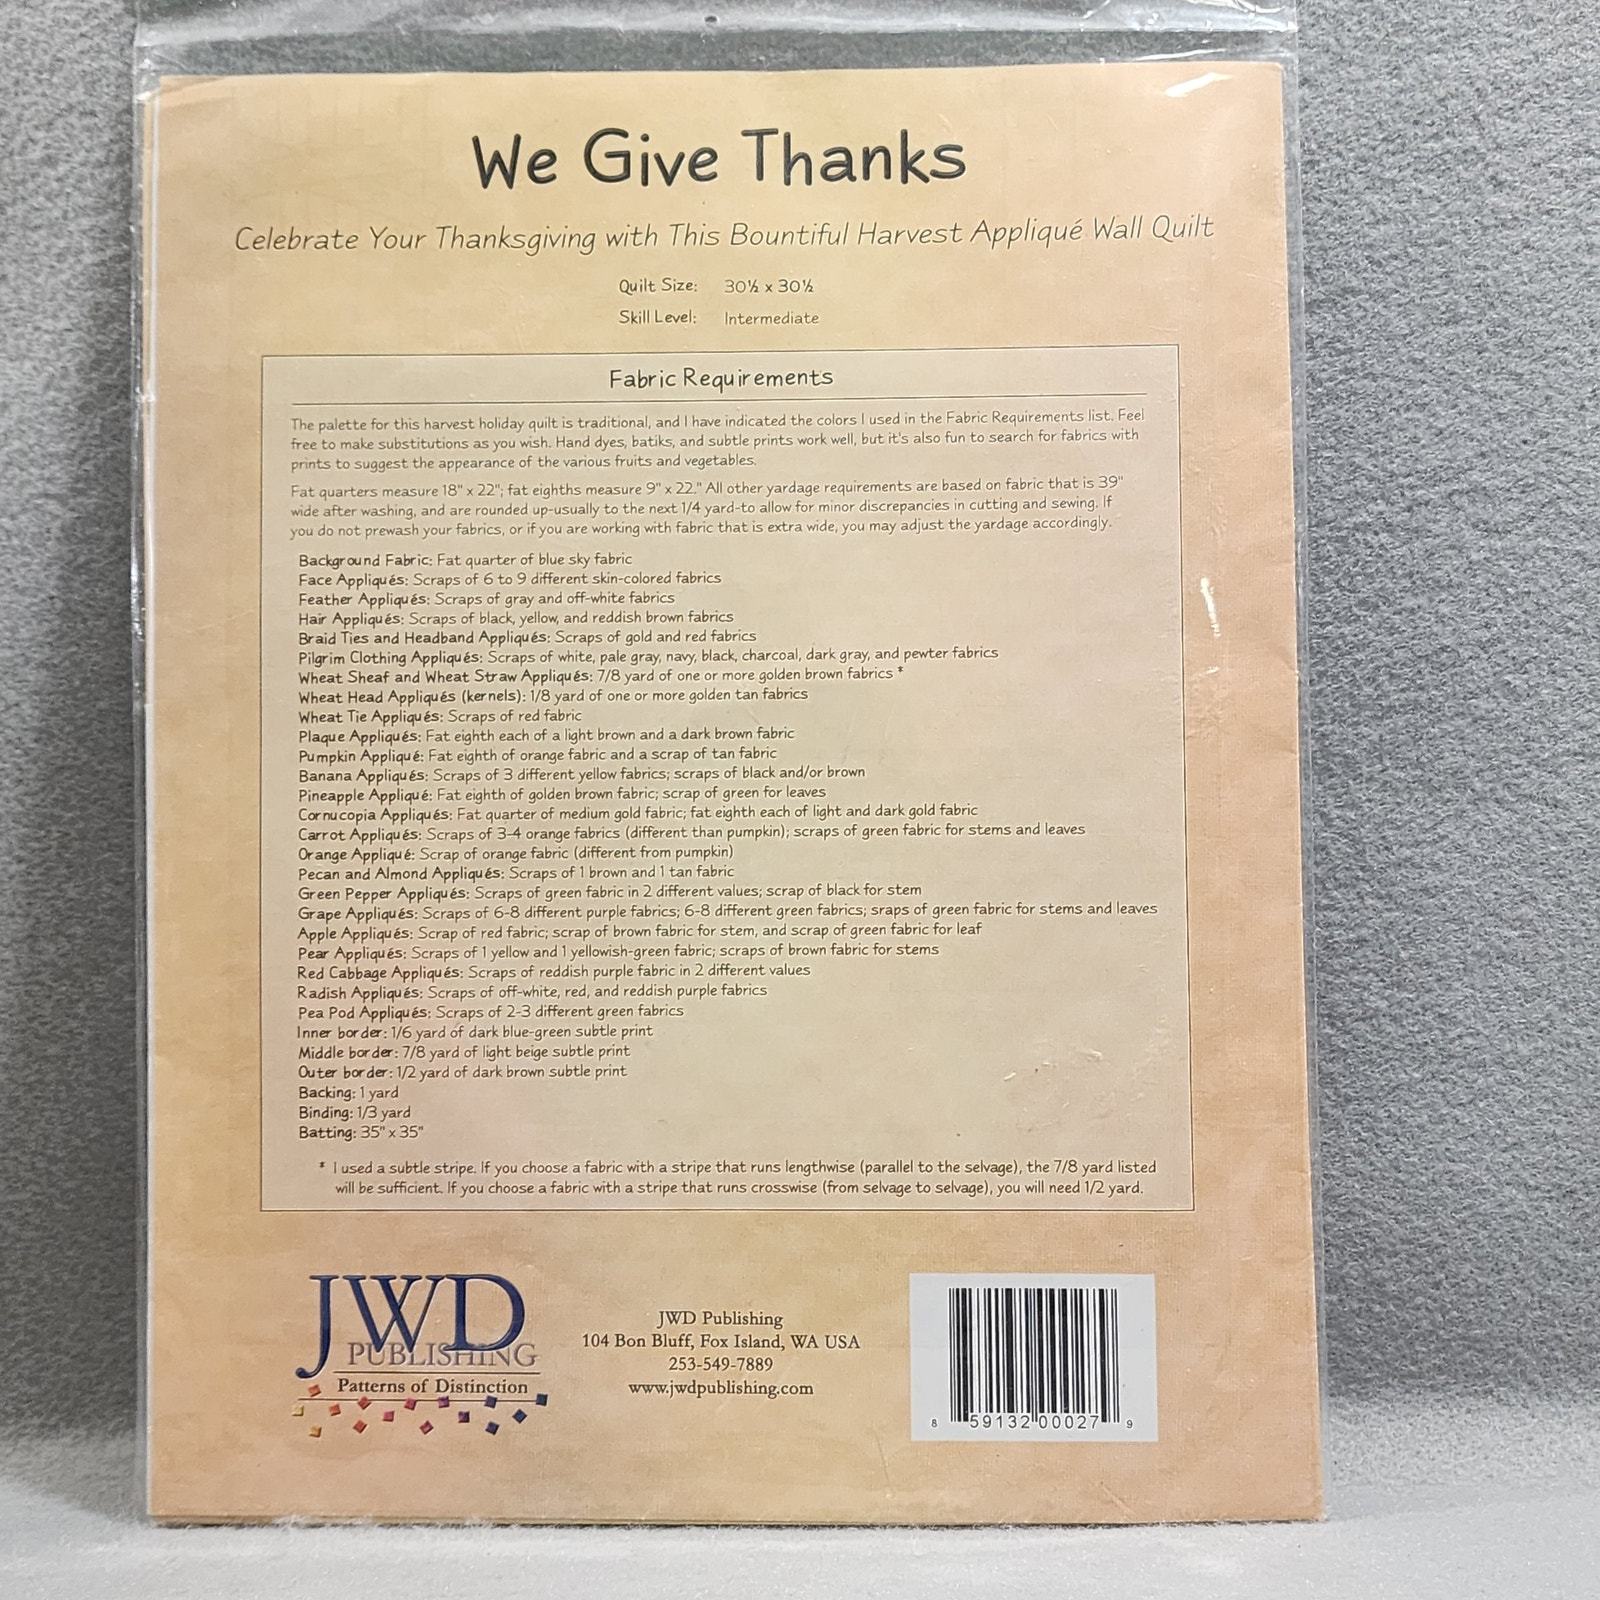 We Give Thanks
Celebrate Your Thanksgiving with This Bountiful Harvest Appliqué Wall Quilt
Quilt Size: 30½ x 30½
Skill Level: Intermediate
Fabric Requirements
The palette for this harvest holiday quilt is traditional, and I have indicated the colors I used in the Fabric Requirements list. Feel
free to make substitutions as you wish. Hand dyes, batiks, and subtle prints work well, but it's also fun to search for fabrics with
prints to suggest the appearance of the various fruits and vegetables.
Fat quarters measure 18" x 22"; fat eighths measure 9" x 22." All other yardage requirements are based on fabric that is 39"
wide after washing, and are rounded up-usually to the next 1/4 yard-to allow for minor discrepancies in cutting and sewing. If
you do not prewash your fabrics, or if you are working with fabric that is extra wide, you may adjust the yardage accordingly.
Background Fabric: Fat quarter of blue sky fabric
Face Appliqués: Scraps of 6 to 9 different skin-colored fabrics
Feather Appliqués: Scraps of gray and off-white fabrics
Hair Appliqués: Scraps of black, yellow, and reddish brown fabrics
Braid Ties and Headband Appliqués: Scraps of gold and red fabrics
Pilgrim Clothing Appliqués: Scraps of white, pale gray, navy, black, charcoal, dark gray, and pewter fabrics
Wheat Sheaf and Wheat Straw Appliqués: 7/8 yard of one or more golden brown fabrics *
Wheat Head Appliqués (kernels): 1/8 yard of one or more golden tan fabrics
Wheat Tie Appliqués: Scraps of red fabric
Plaque Appliqués: Fat eighth each of a light brown and a dark brown fabric
Pumpkin Appliqué: Fat eighth of orange fabric and a scrap of tan fabric
Banana Appliqués: Scraps of 3 different yellow fabrics; scraps of black and/or brown
Pineapple Appliqué: Fat eighth of golden brown fabric; scrap of green for leaves
Cornucopia Appliqués: Fat quarter of medium gold fabric; fat eighth each of light and dark gold fabric
Carrot Appliqués: Scraps of 3-4 orange fabrics (different than pumpkin); scraps of green fabric for stems and leaves
Orange Appliqué: Scrap of orange fabric (different from pumpkin)
Pecan and Almond Appliqués: Scraps of 1 brown and 1 tan fabric
Green Pepper Appliqués: Scraps of green fabric in 2 different values; scrap of black for stem
Grape Appliqués: Scraps of 6-8 different purple fabrics; 6-8 different green fabrics; sraps of green fabric for stems and leaves
Apple Appliqués: Scrap of red fabric; scrap of brown fabric for stem, and scrap of green fabric for leaf
Pear Appliqués: Scraps of 1 yellow and 1 yellowish-green fabric; scraps of brown fabric for stems
Red Cabbage Appliqués: Scraps of reddish purple fabric in 2 different values
Radish Appliqués: Scraps of off-white, red, and reddish purple fabrics
Pea Pod Appliqués: Scraps of 2-3 different green fabrics
Inner border: 1/6 yard of dark blue-green subtle print
Middle border: 7/8 yard of light beige subtle print
Outer border: 1/2 yard of dark brown subtle print
Backing: 1 yard
Binding: 1/3 yard
Batting: 35" x 35"
* I used a subtle stripe. If you choose a fabric with a stripe that runs lengthwise (parallel to the selvage), the 7/8 yard listed
will be sufficient. If you choose a fabric with a stripe that runs crosswise (from selvage to selvage), you will need 1/2 yard.
JWD
PUBLISHING
Patterns of Distinction
JWD Publishing
104 Bon Bluff, Fox Island, WA USA
253-549-7889
www.jwdpublishing.com
8 59132 00027 9